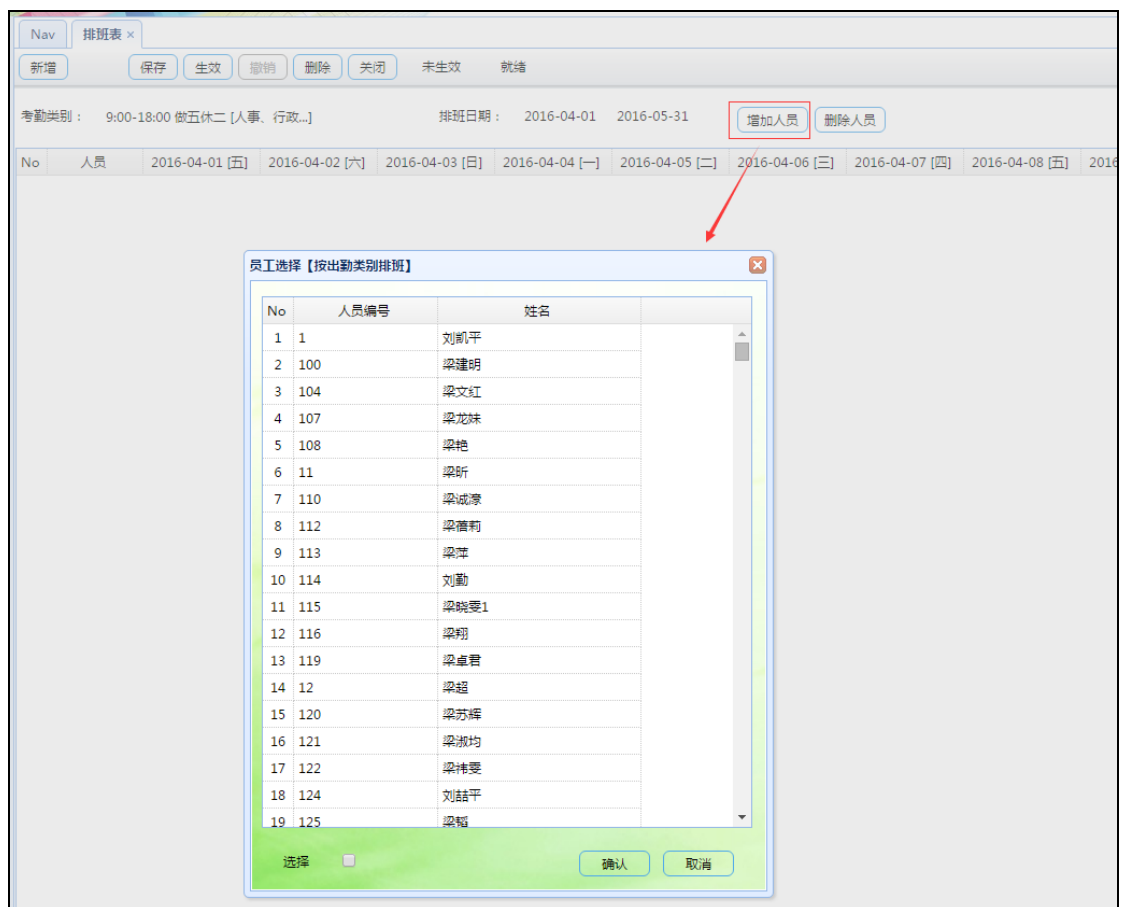 Nav 排班表 ×
新增 保存 生效 撤销 删除 关闭 未生效 就绪
考勤类别： 9:00-18:00 做五休二 [人事、行政...] 排班日期： 2016-04-01 2016-05-31 增加人员 删除人员
No 人员 2016-04-01 [五] 2016-04-02 [六] 2016-04-03 [日] 2016-04-04 [一] 2016-04-05 [二] 2016-04-06 [三] 2016-04-07 [四] 2016-04-08 [五] 2016
员工选择【按出勤类别排班】
No 人员编号 姓名
1 1 刘凯平
2 100 梁建明
3 104 梁文红
4 107 梁龙妹
5 108 梁艳
6 11 梁昕
7 110 梁诚濠
8 112 梁蓓莉
9 113 梁萍
10 114 刘勤
11 115 梁晓雯1
12 116 梁翔
13 119 梁卓君
14 12 梁超
15 120 梁苏辉
16 121 梁淑均
17 122 梁祎雯
18 124 刘喆平
19 125 梁韬
选择 确认 取消